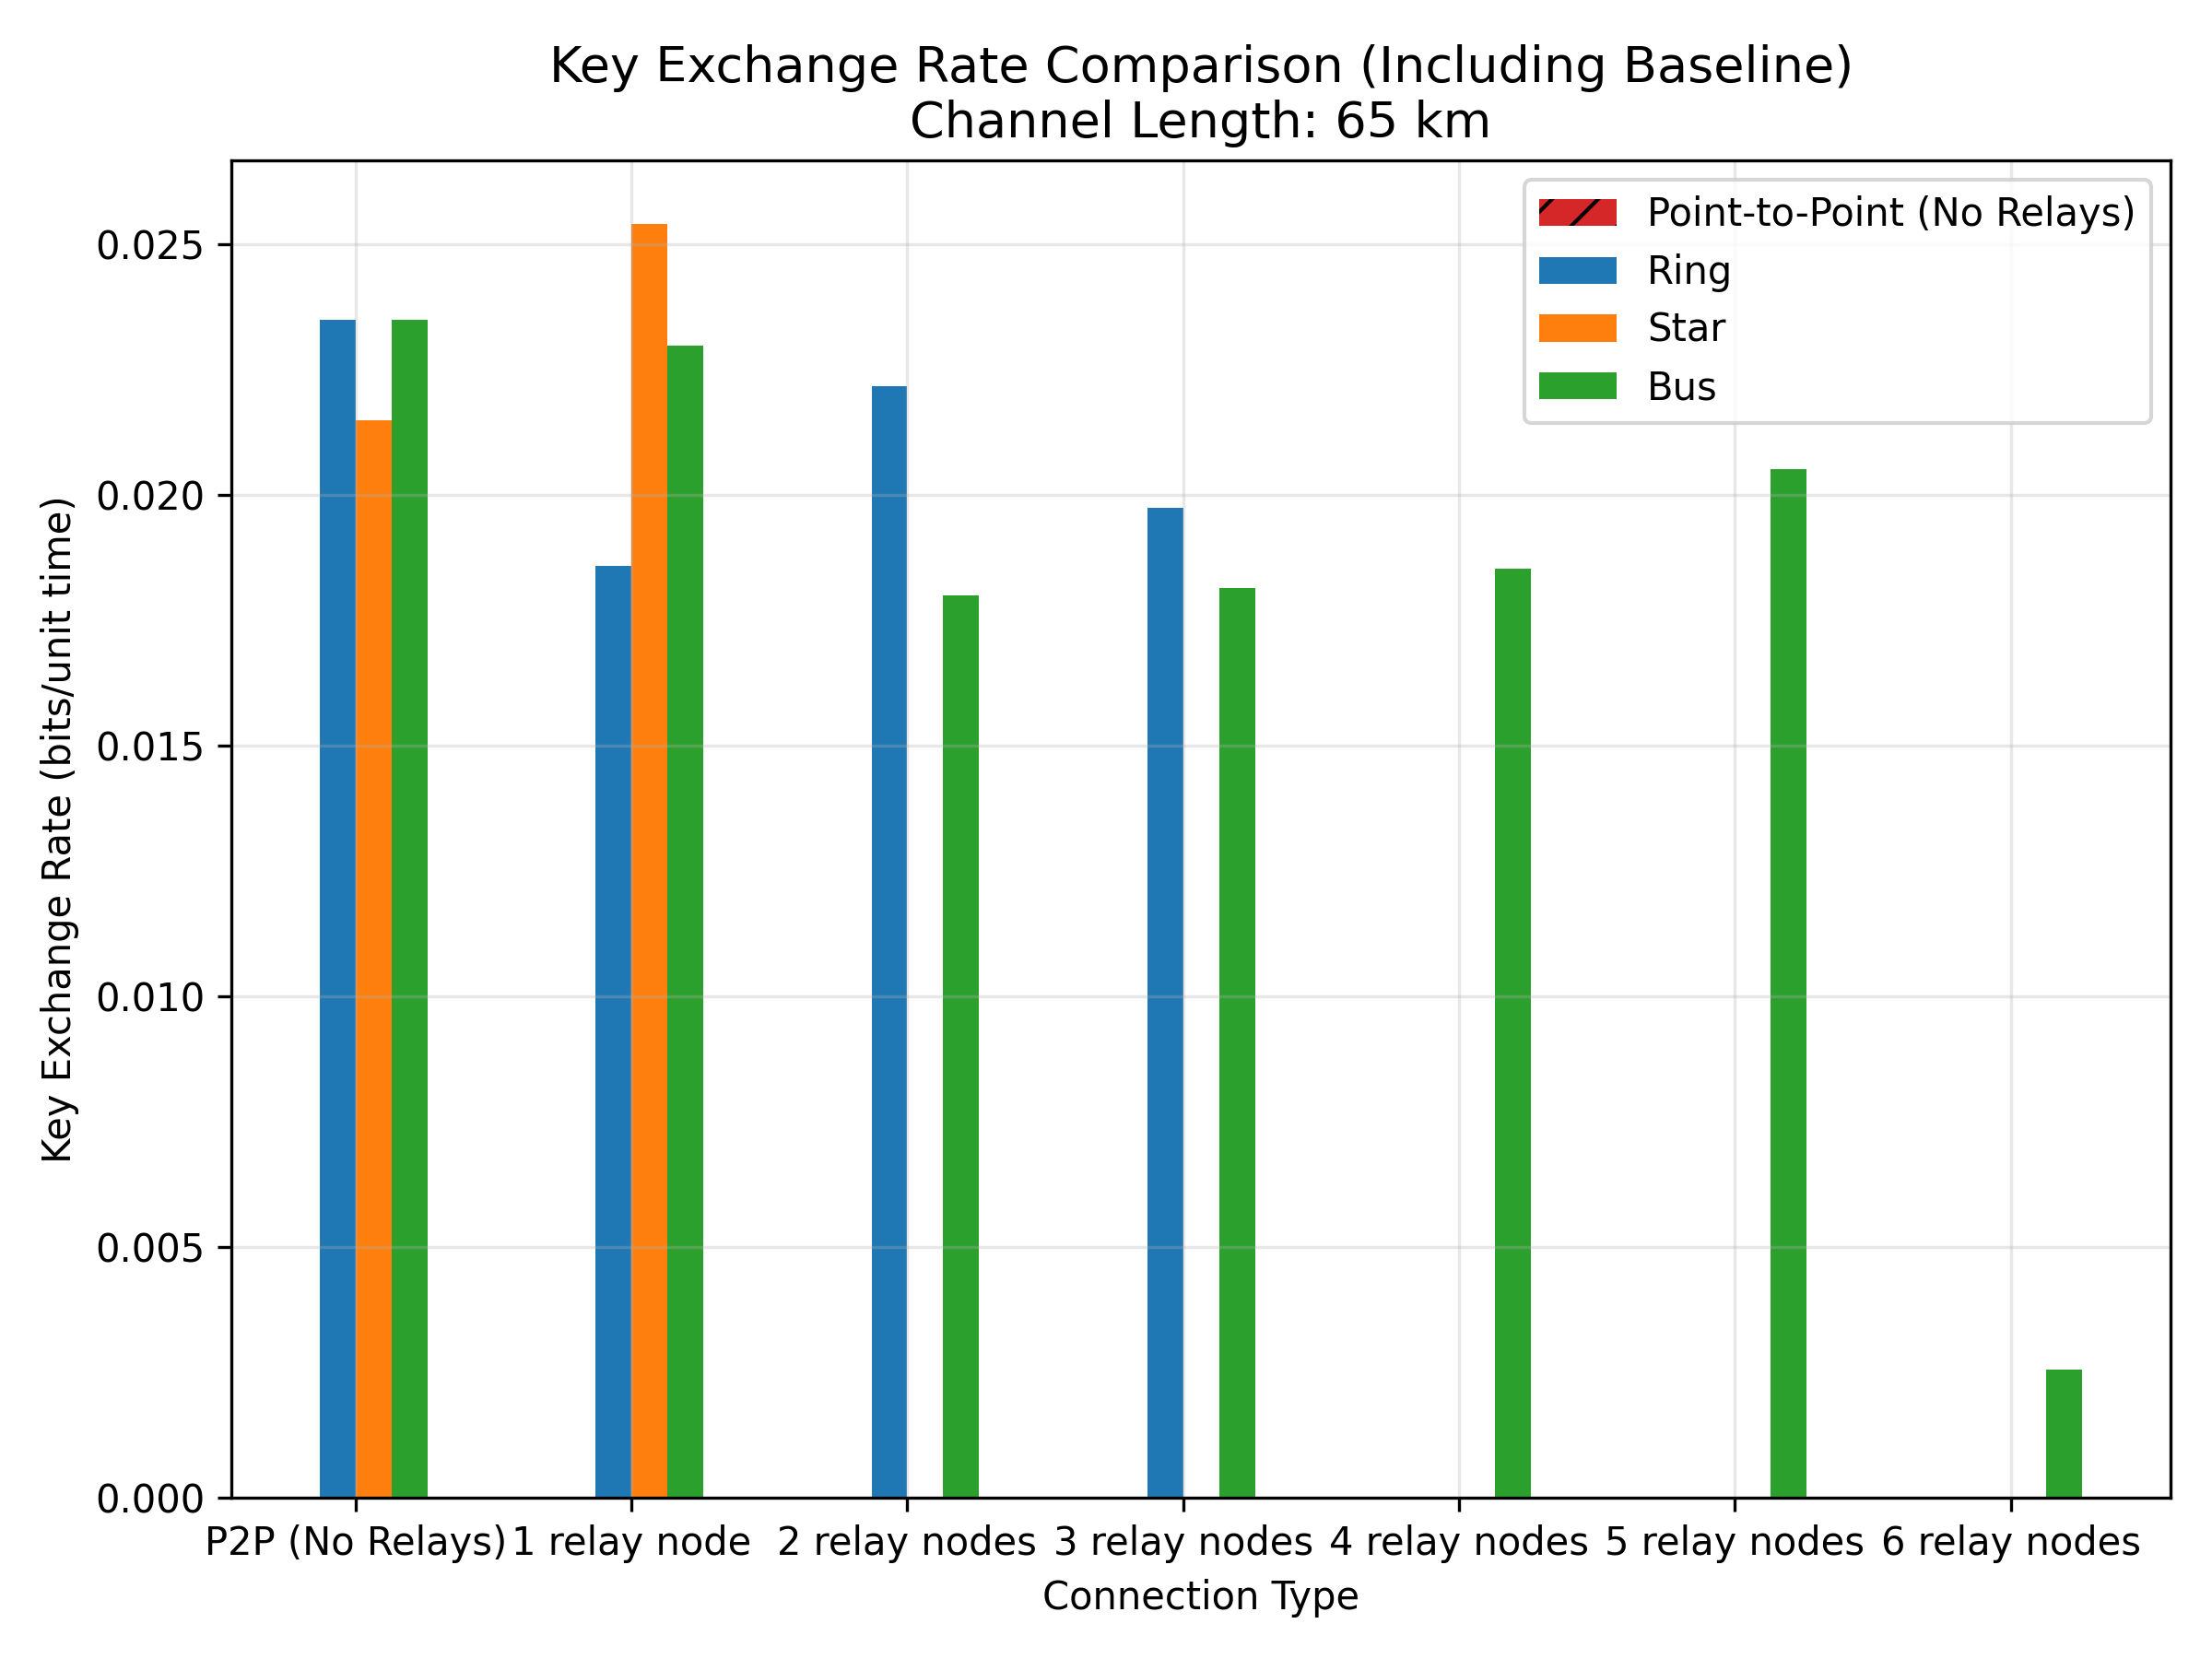 Key Exchange Rate Comparison (Including Baseline)
Channel Length: 65 km
Point-to-Point (No Relays)
Ring
Star
Bus
Key Exchange Rate (bits/unit time)
0.025
0.020
0.015
0.010
0.005
0.000
P2P (No Relays) 1 relay node 2 relay nodes 3 relay nodes 4 relay nodes 5 relay nodes 6 relay nodes
Connection Type